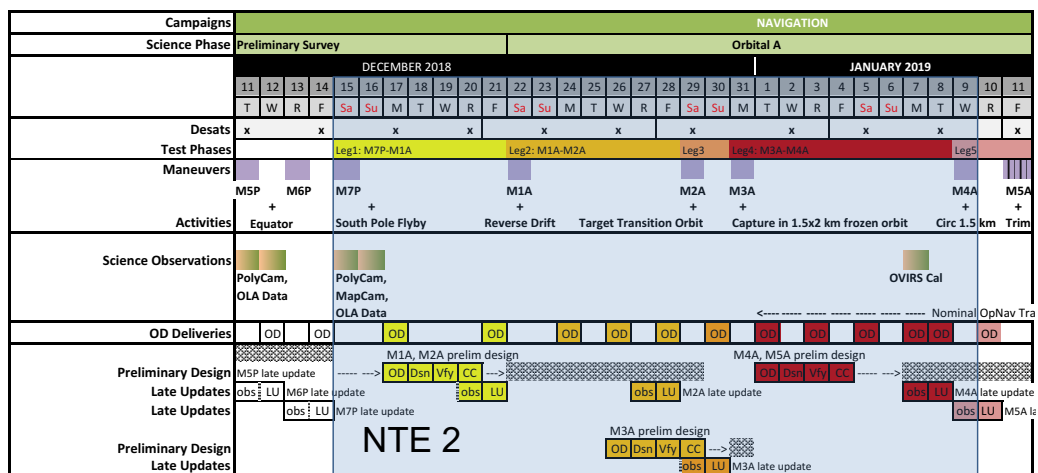 Campaigns NAVIGATION
Science Phase Preliminary Survey Orbital A
DECEMBER 2018 JANUARY 2019
11 12 13 14 15 16 17 18 19 20 21 22 23 24 25 26 27 28 29 30 31 1 2 3 4 5 6 7 8 9 10 11
T W R F Sa Su M T W R F Sa Su M T W R F Sa Su M T W R F Sa Su M T W R F
Desats x x x x x x x x x x x
Test Phases Leg1: M7P-M1A Leg2: M1A-M2A Leg3 Leg4: M3A-M4A Leg5
Maneuvers
M5P M6P M7P M1A M2A M3A M4A M5A
+ + + + + + +
Activities Equator South Pole Flyby Reverse Drift Target Transition Orbit Capture in 1.5x2 km frozen orbit Circ 1.5 km Trim
Science Observations
PolyCam, PolyCam, OVIRS Cal
OLA Data MapCam,
OLA Data <---- ----- ----- ----- ----- ----- ----- Nominal OpNav Tra
OD Deliveries OD OD OD OD OD OD OD OD OD OD OD OD OD
M1A, M2A prelim design M4A, M5A prelim design
Preliminary Design M5P late update ----- ---> OD Dsn Vfy CC ---> OD Dsn Vfy CC ----- --->
Late Updates obs LU M6P late update obs LU obs LU M2A late update obs LU M4A late update
Late Updates obs LU M7P late update obs LU M5A la
NTE 2
M3A prelim design
Preliminary Design OD Dsn Vfy CC --->
Late Updates obs LU M3A late update